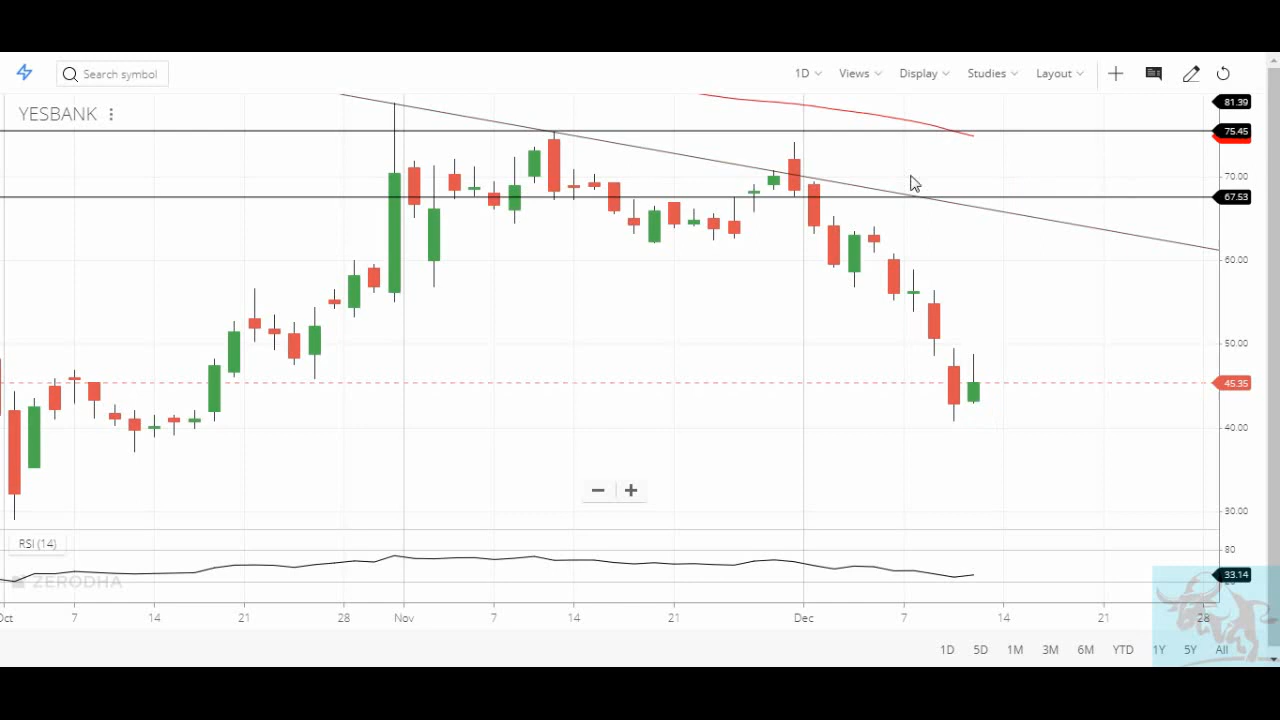 Search symbol 1D Views Display Studies Layout
YESBANK
81.39
75.45
70.00
67.53
60.00
50.00
45.35
40.00
30.00
RSI (14)
80
33.14
ZERODHA
Oct 7 14 21 28 Nov 7 14 21 Dec 7 14 21 28
1D 5D 1M 3M 6M YTD 1Y 5Y All